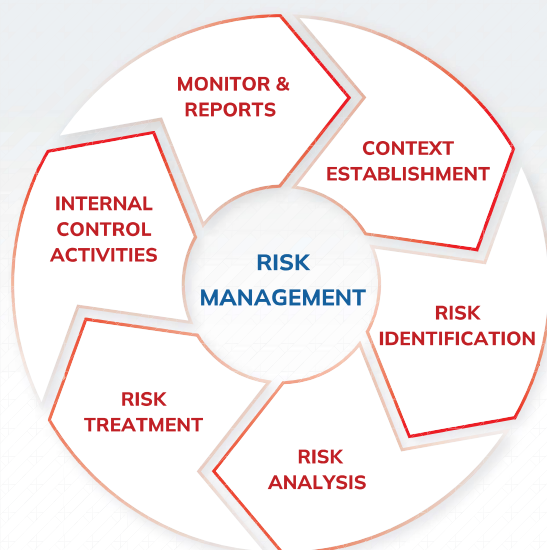 MONITOR &
REPORTS
CONTEXT
ESTABLISHMENT
INTERNAL
CONTROL
ACTIVITIES
RISK
MANAGEMENT
RISK
IDENTIFICATION
RISK
TREATMENT
RISK
ANALYSIS